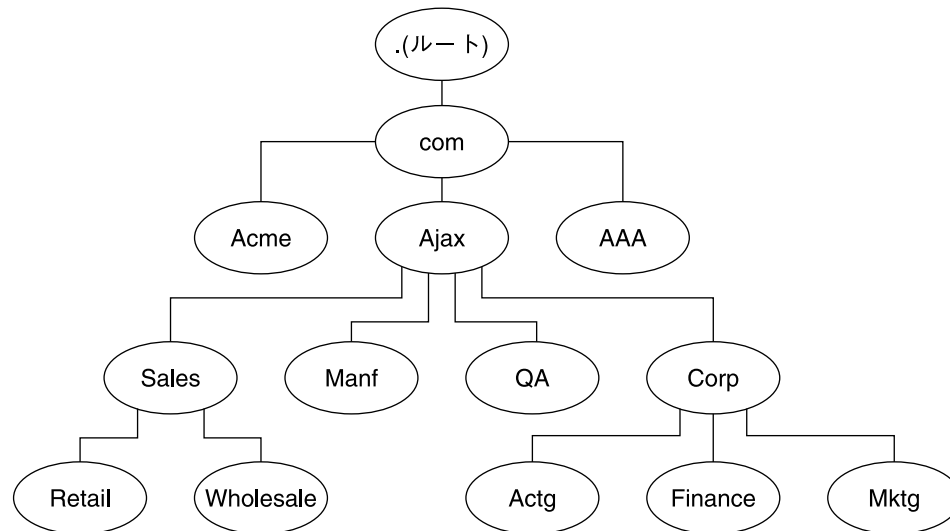 .(ルート)
com
Acme
Ajax
AAA
Sales
Manf
QA
Corp
Retail
Wholesale
Actg
Finance
Mktg